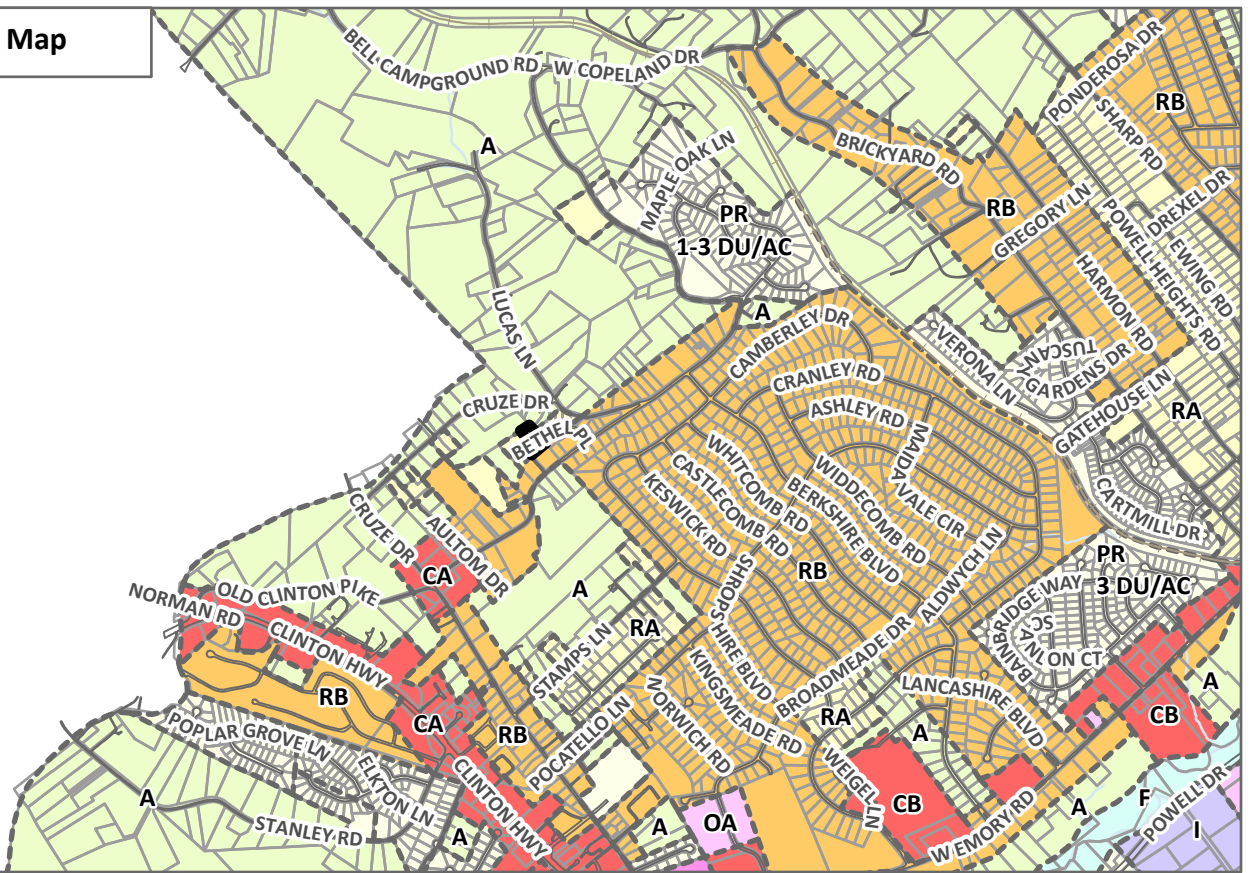 Map
BELL CAMPGROUND RD
W COPELAND DR
PONDEROSA DR
RB
SHARP RD
BRICKYARD RD
A
MAPLE OAK LN
PR
1-3 DU/AC
RB
GREGORY LN
DREXEL DR
POWELL HEIGHTS RD
EWING RD
HARMON RD
LUCAS LN
A
CAMBERLEY DR
VERONA LN
TUSCANY GARDENS DR
CRANLEY RD
GATEHOUSE LN
RA
ASHLEY RD
CRUZE DR
BETHEL PL
MAIDA VALE CIR
WHITCOMB RD
CASTLECOMB RD
KESWICK RD
WIDDECOMB RD
BERKSHIRE BLVD
CARTMILL DR
CRUZE DR
AULTOM DR
ALDWYCH LN
PR
3 DU/AC
CA
RB
SHROPSHIRE BLVD
BAINBRIDGE WAY
SCANLON CT
OLD CLINTON PIKE
NORMAN RD
A
RA
STAMPS LN
CLINTON HWY
BROADMEADE DR
KINGSMEADE RD
NORWICH RD
LANCASHIRE BLVD
A
RB
CA
RB
POCATELLO LN
RA
A
CB
POPLAR GROVE LN
ELKTON LN
CLINTON HWY
WEIGEL LN
CB
A
STANLEY RD
A
A
OA
W EMORY RD
A
F
POWELL DR
I